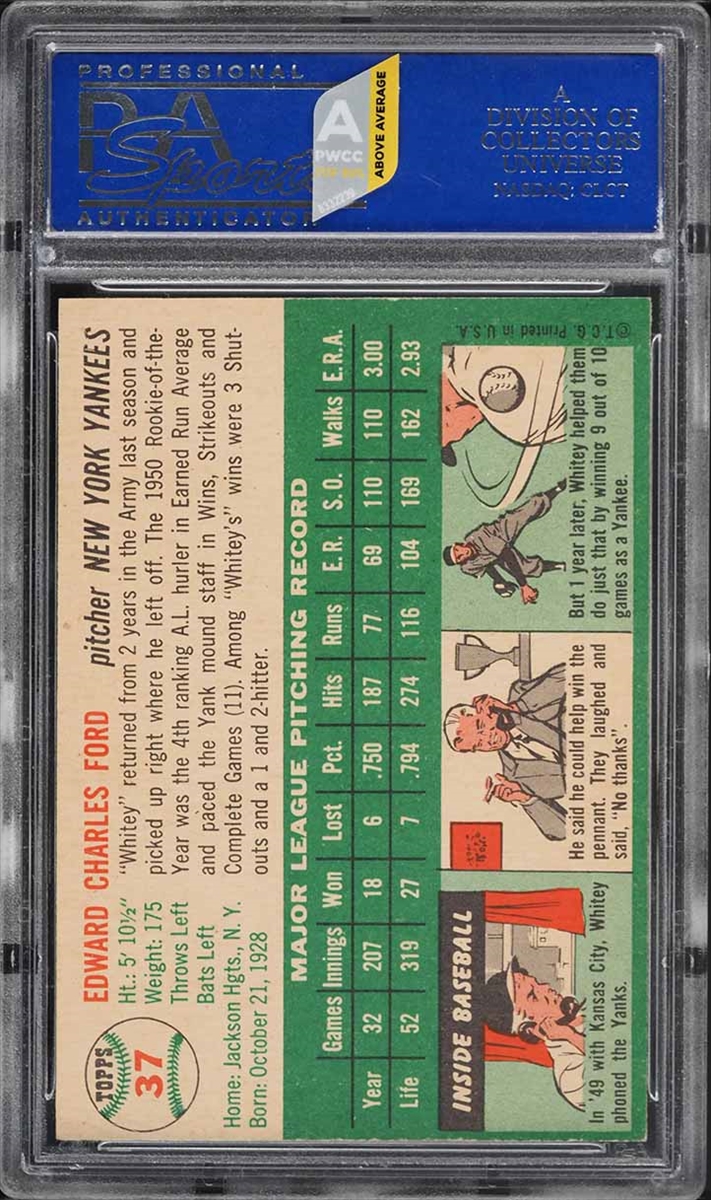 PROFESSIONAL
PSA
Sports
AUTHENTICATOR
A
PWCC
ABOVE AVERAGE
A
DIVISION OF
COLLECTORS
UNIVERSE
NASDAQ: CLCT
TOPPS
37
EDWARD CHARLES FORD pitcher NEW YORK YANKEES
Ht.: 5' 10½"
Weight: 175
Throws Left
Bats Left
Home: Jackson Hgts., N. Y.
Born: October 21, 1928
"Whitey" returned from 2 years in the Army last season and
picked up right where he left off. The 1950 Rookie-of-the-
Year was the 4th ranking A.L. hurler in Earned Run Average
and paced the Yank mound staff in Wins, Strikeouts and
Complete Games (11). Among "Whitey's" wins were 3 Shut-
outs and a 1 and 2-hitter.
MAJOR LEAGUE PITCHING RECORD
Games Innings Won Lost Pct. Hits Runs E.R. S.O. Walks E.R.A.
Year 32 207 18 6 .750 187 77 69 110 110 3.00
Life 52 319 27 7 .794 274 116 104 169 162 2.93
INSIDE BASEBALL
In '49 with Kansas City, Whitey
phoned the Yanks.
He said he could help win the
pennant. They laughed and
said, "No thanks".
But 1 year later, Whitey helped them
do just that by winning 9 out of 10
games as a Yankee.
©T.C.G. Printed in U.S.A.